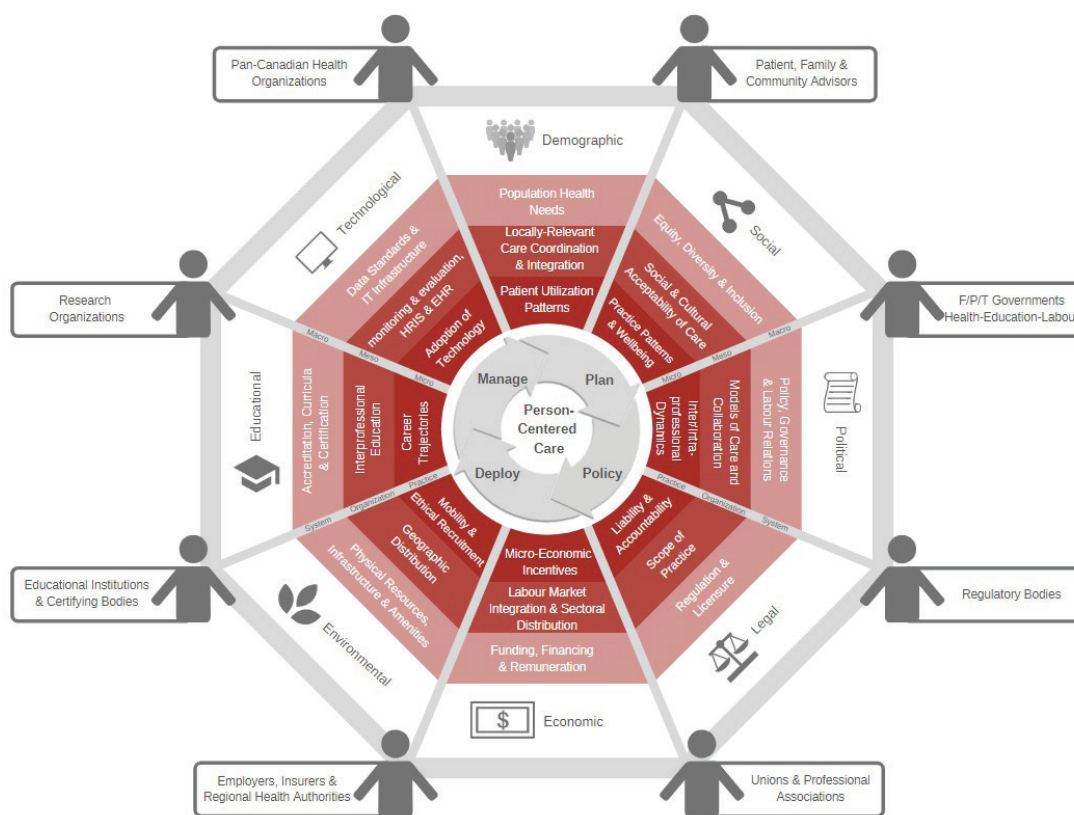 Pan-Canadian Health
Organizations
Patient, Family &
Community Advisors
Research
Organizations
F/P/T Governments
Health-Education-Labour
Educational Institutions
& Certifying Bodies
Regulatory Bodies
Employers, Insurers &
Regional Health Authorities
Unions & Professional
Associations
Demographic
Population Health
Needs
Locally-Relevant
Care Coordination
& Integration
Patient Utilization
Patterns
Social
Equity, Diversity & Inclusion
Social & Cultural
Acceptability of Care
Practice Patterns
& Wellbeing
Macro
Meso
Micro
Political
Policy, Governance
& Labour Relations
Models of Care and
Collaboration
Inter/Intra-
professional
Dynamics
Practice
Organization
System
Legal
Regulation &
Licensure
Scope of
Practice
Liability &
Accountability
Economic
Funding, Financing
& Remuneration
Labour Market
Integration & Sectoral
Distribution
Micro-Economic
Incentives
Environmental
Physical Resources,
Infrastructure & Amenities
Geographic
Distribution
Mobility &
Ethical Recruitment
System
Organization
Practice
Educational
Accreditation, Curricula
& Certification
Interprofessional
Education
Career
Trajectories
Macro
Meso
Micro
Technological
Data Standards &
IT Infrastructure
monitoring & evaluation,
HRIS & EHR
Adoption of
Technology
Manage
Plan
Person-
Centered
Care
Deploy
Policy
$